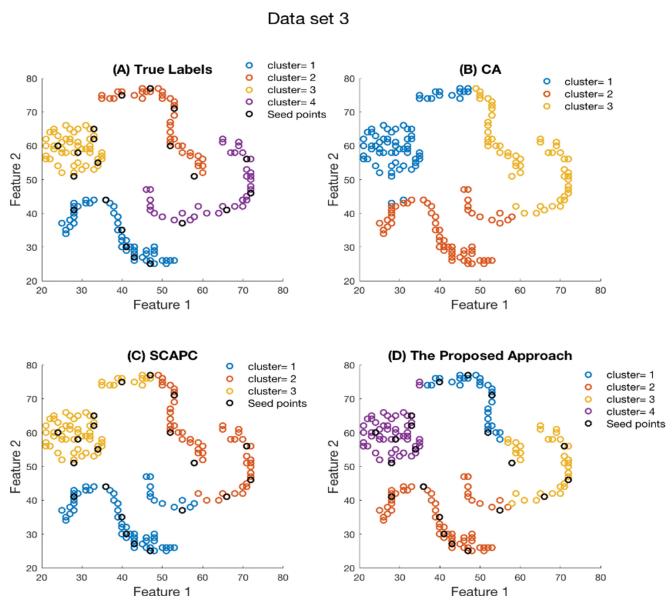 Data set 3
(A) True Labels
cluster= 1
cluster= 2
cluster= 3
cluster= 4
Seed points
80
70
60
50
40
30
20
Feature 2
20 30 40 50 60 70 80
Feature 1
(B) CA
cluster= 1
cluster= 2
cluster= 3
80
70
60
50
40
30
20
Feature 2
20 30 40 50 60 70 80
Feature 1
(C) SCAPC
cluster= 1
cluster= 2
cluster= 3
Seed points
80
70
60
50
40
30
20
Feature 2
20 30 40 50 60 70 80
Feature 1
(D) The Proposed Approach
cluster= 1
cluster= 2
cluster= 3
cluster= 4
Seed points
80
70
60
50
40
30
20
Feature 2
20 30 40 50 60 70 80
Feature 1